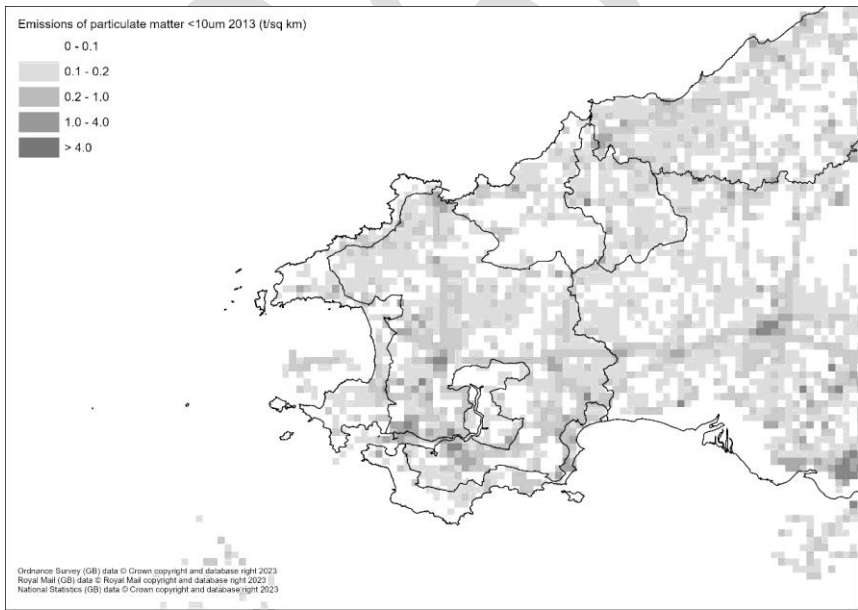 Emissions of particulate matter <10um 2013 (t/sq km)
0 - 0.1
0.1 - 0.2
0.2 - 1.0
1.0 - 4.0
> 4.0
Ordnance Survey (GB) data © Crown copyright and database right 2023
Royal Mail (GB) data © Royal Mail copyright and database right 2023
National Statistics (GB) data © Crown copyright and database right 2023